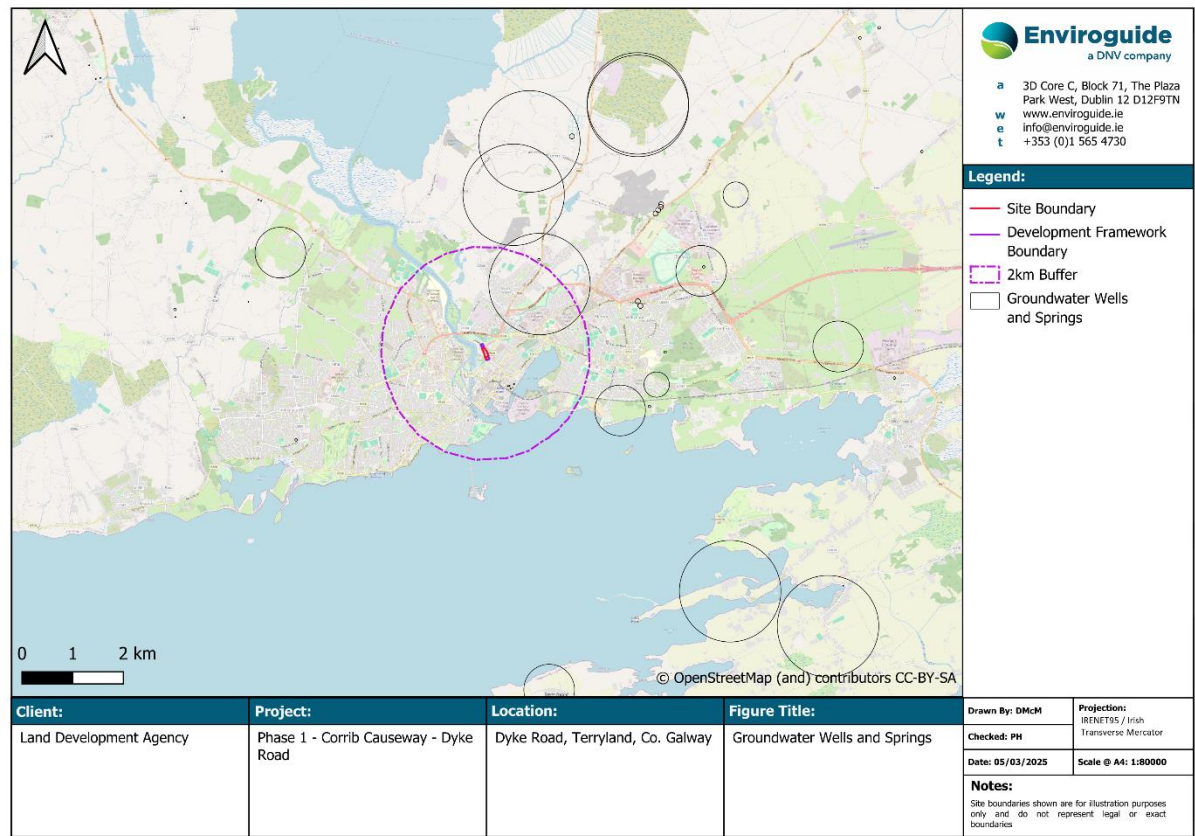 Enviroguide
a DNV company
a 3D Core C, Block 71, The Plaza
Park West, Dublin 12 D12F9TN
w www.enviroguide.ie
e info@enviroguide.ie
t +353 (0)1 565 4730
Legend:
Site Boundary
Development Framework
Boundary
2km Buffer
Groundwater Wells
and Springs
0 1 2 km
© OpenStreetMap (and) contributors CC-BY-SA
Client:
Land Development Agency
Project:
Phase 1 - Corrib Causeway - Dyke
Road
Location:
Dyke Road, Terryland, Co. Galway
Figure Title:
Groundwater Wells and Springs
Drawn By: DMcM
Checked: PH
Date: 05/03/2025
Projection:
IRENET95 / Irish
Transverse Mercator
Scale @ A4: 1:80000
Notes:
Site boundaries shown are for illustration purposes
only and do not represent legal or exact
boundaries